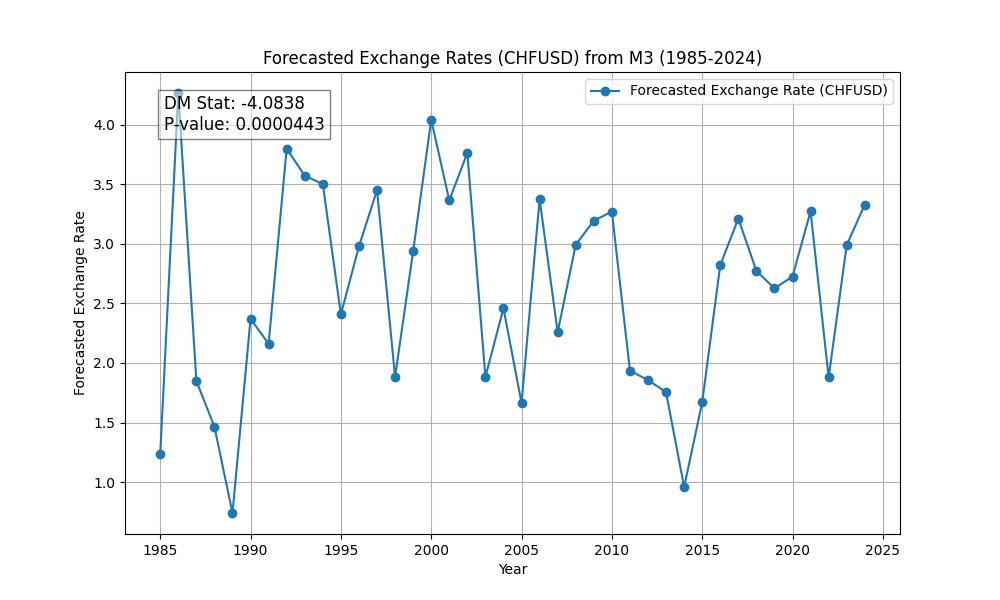 Forecasted Exchange Rates (CHFUSD) from M3 (1985-2024)
DM Stat: -4.0838
P-value: 0.0000443
Forecasted Exchange Rate (CHFUSD)
Forecasted Exchange Rate
4.0
3.5
3.0
2.5
2.0
1.5
1.0
1985 1990 1995 2000 2005 2010 2015 2020 2025
Year